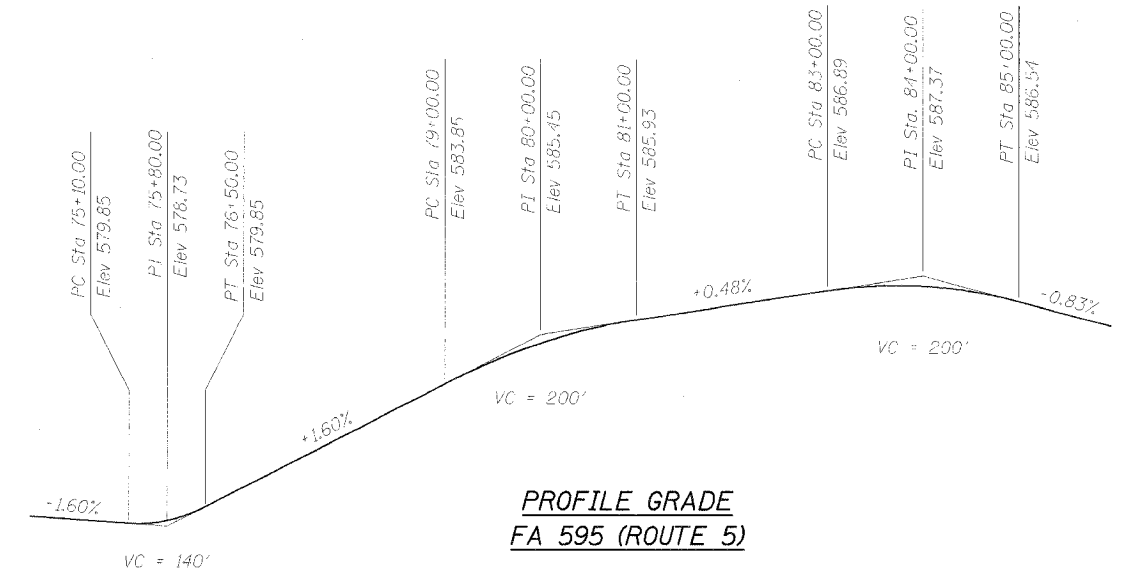 PC Sta 75+10.00
Elev 579.85
PI Sta 75+80.00
Elev 578.73
PT Sta 76+50.00
Elev 579.85
PC Sta 79+00.00
Elev 583.85
PI Sta 80+00.00
Elev 585.45
PT Sta 81+00.00
Elev 585.93
PC Sta 83+00.00
Elev 586.89
PI Sta. 84+00.00
Elev 587.37
PT Sta 85+00.00
Elev 586.54
-1.60%
+1.60%
+0.48%
-0.83%
VC = 140'
VC = 200'
VC = 200'
PROFILE GRADE
FA 595 (ROUTE 5)